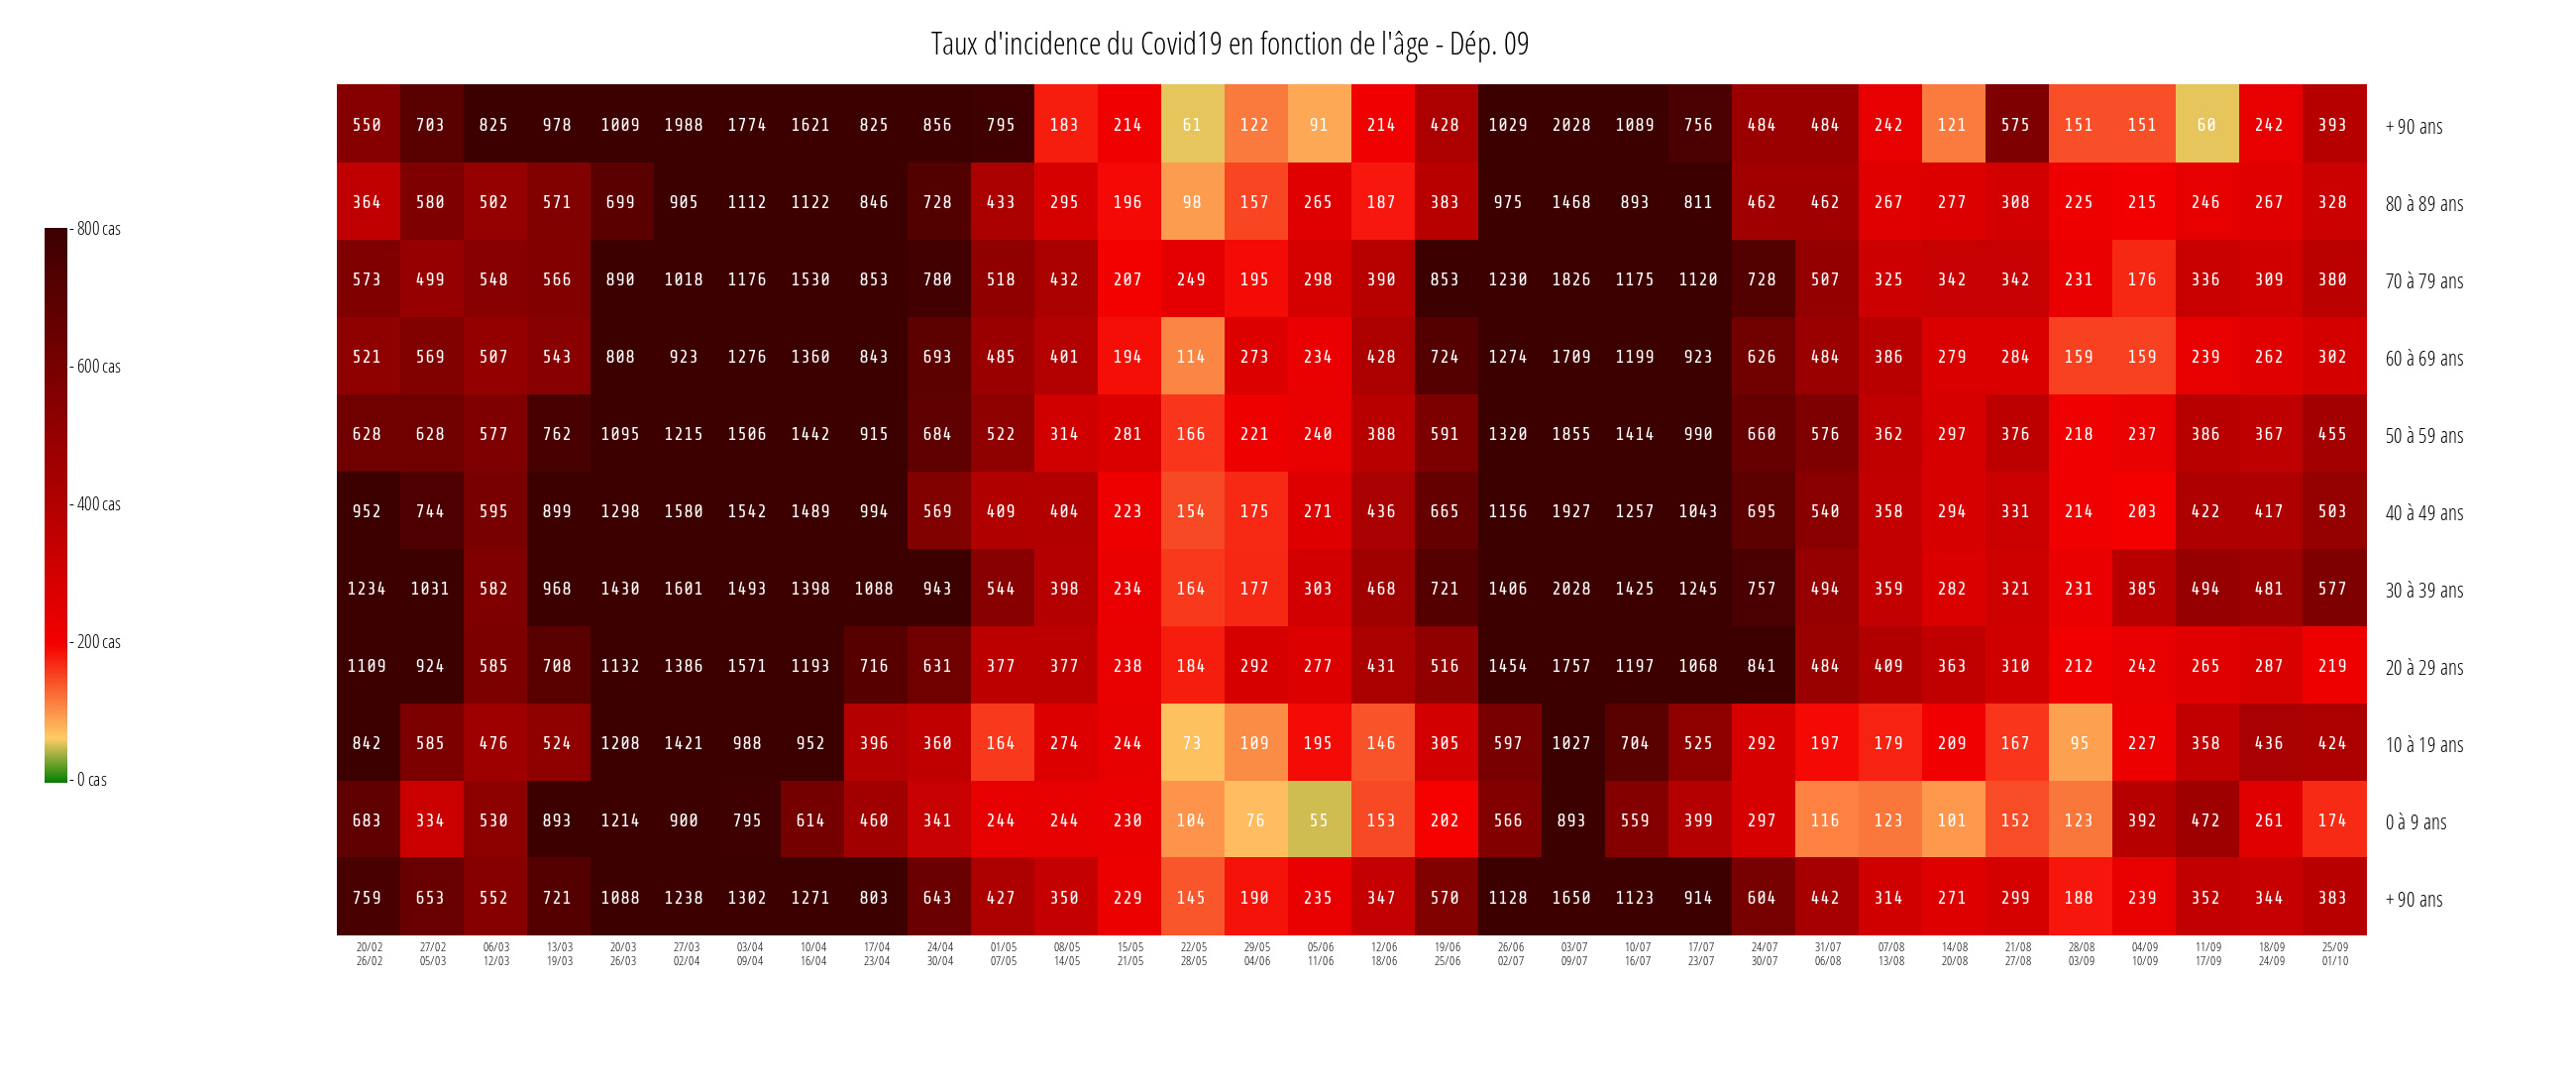 Taux d'incidence du Covid19 en fonction de l'âge - Dép. 09
- 800 cas
- 600 cas
- 400 cas
- 200 cas
- 0 cas
550 703 825 978 1009 1988 1774 1621 825 856 795 183 214 61 122 91 214 428 1029 2028 1089 756 484 484 242 121 575 151 151 60 242 393 + 90 ans
364 580 502 571 699 905 1112 1122 846 728 433 295 196 98 157 265 187 383 975 1468 893 811 462 462 267 277 308 225 215 246 267 328 80 à 89 ans
573 499 548 566 890 1018 1176 1530 853 780 518 432 207 249 195 298 390 853 1230 1826 1175 1120 728 507 325 342 342 231 176 336 309 380 70 à 79 ans
521 569 507 543 808 923 1276 1360 843 693 485 401 194 114 273 234 428 724 1274 1709 1199 923 626 484 386 279 284 159 159 239 262 302 60 à 69 ans
628 628 577 762 1095 1215 1506 1442 915 684 522 314 281 166 221 240 388 591 1320 1855 1414 990 660 576 362 297 376 218 237 386 367 455 50 à 59 ans
952 744 595 899 1298 1580 1542 1489 994 569 409 404 223 154 175 271 436 665 1156 1927 1257 1043 695 540 358 294 331 214 203 422 417 503 40 à 49 ans
1234 1031 582 968 1430 1601 1493 1398 1088 943 544 398 234 164 177 303 468 721 1406 2028 1425 1245 757 494 359 282 321 231 385 494 481 577 30 à 39 ans
1109 924 585 708 1132 1386 1571 1193 716 631 377 377 238 184 292 277 431 516 1454 1757 1197 1068 841 484 409 363 310 212 242 265 287 219 20 à 29 ans
842 585 476 524 1208 1421 988 952 396 360 164 274 244 73 109 195 146 305 597 1027 704 525 292 197 179 209 167 95 227 358 436 424 10 à 19 ans
683 334 530 893 1214 900 795 614 460 341 244 244 230 104 76 55 153 202 566 893 559 399 297 116 123 101 152 123 392 472 261 174 0 à 9 ans
759 653 552 721 1088 1238 1302 1271 803 643 427 350 229 145 190 235 347 570 1128 1650 1123 914 604 442 314 271 299 188 239 352 344 383 + 90 ans
20/02 27/02 06/03 13/03 20/03 27/03 03/04 10/04 17/04 24/04 01/05 08/05 15/05 22/05 29/05 05/06 12/06 19/06 26/06 03/07 10/07 17/07 24/07 31/07 07/08 14/08 21/08 28/08 04/09 11/09 18/09 25/09
26/02 05/03 12/03 19/03 26/03 02/04 09/04 16/04 23/04 30/04 07/05 14/05 21/05 28/05 04/06 11/06 18/06 25/06 02/07 09/07 16/07 23/07 30/07 06/08 13/08 20/08 27/08 03/09 10/09 17/09 24/09 01/10